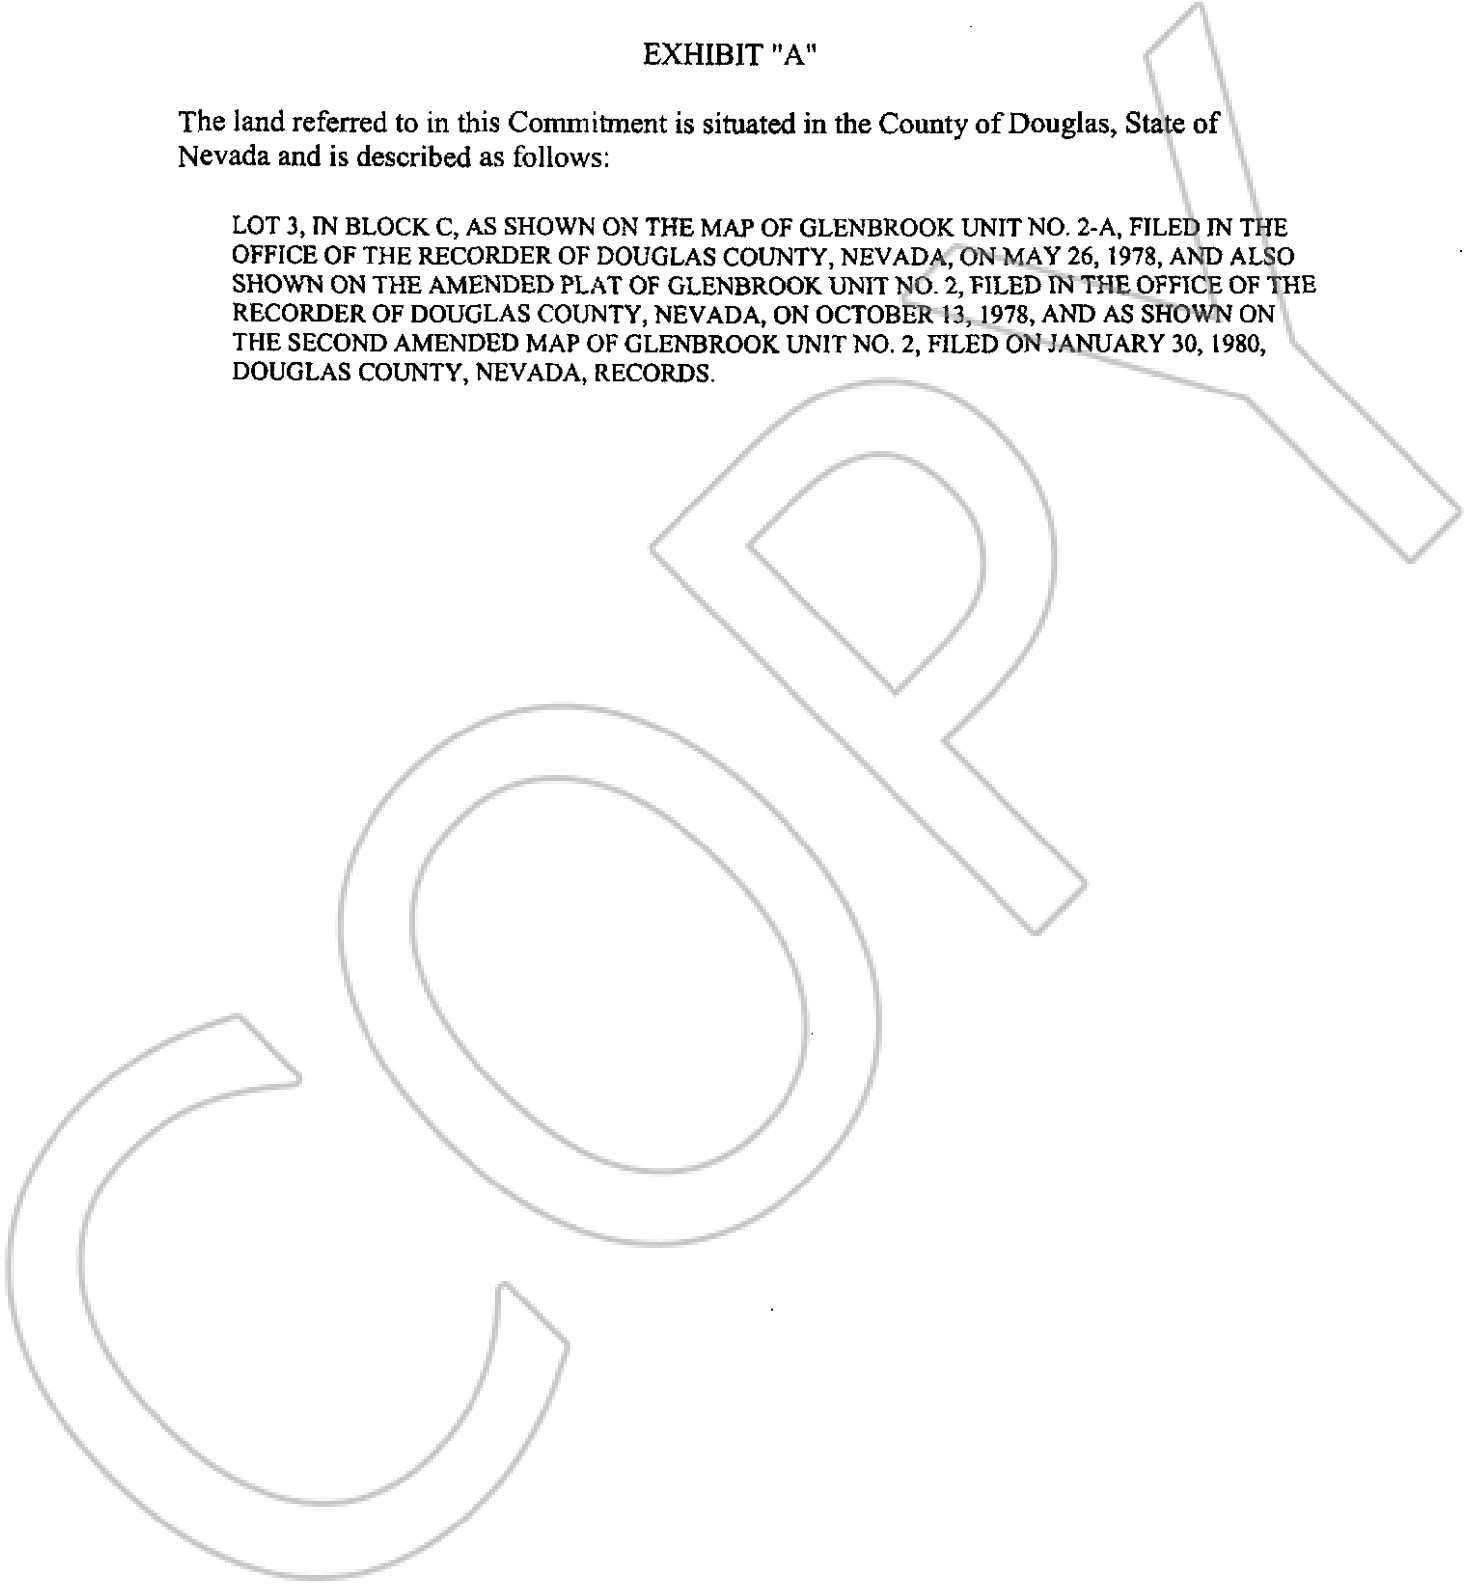 EXHIBIT "A"
The land referred to in this Commitment is situated in the County of Douglas, State of
Nevada and is described as follows:
LOT 3, IN BLOCK C, AS SHOWN ON THE MAP OF GLENBROOK UNIT NO. 2-A, FILED IN THE
OFFICE OF THE RECORDER OF DOUGLAS COUNTY, NEVADA, ON MAY 26, 1978, AND ALSO
SHOWN ON THE AMENDED PLAT OF GLENBROOK UNIT NO. 2, FILED IN THE OFFICE OF THE
RECORDER OF DOUGLAS COUNTY, NEVADA, ON OCTOBER 13, 1978, AND AS SHOWN ON
THE SECOND AMENDED MAP OF GLENBROOK UNIT NO. 2, FILED ON JANUARY 30, 1980,
DOUGLAS COUNTY, NEVADA, RECORDS.
COPY